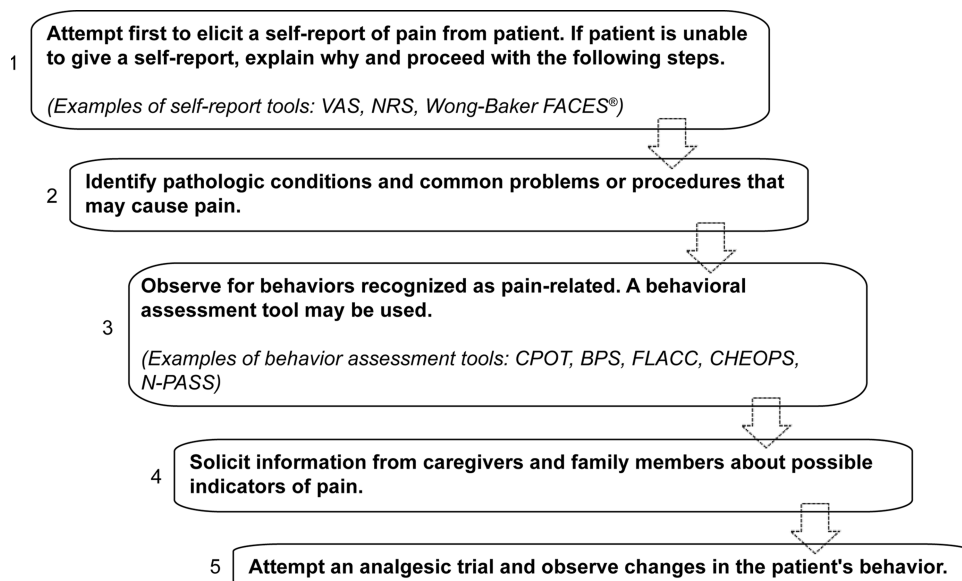 1
Attempt first to elicit a self-report of pain from patient. If patient is unable
to give a self-report, explain why and proceed with the following steps.
(Examples of self-report tools: VAS, NRS, Wong-Baker FACES®)
2
Identify pathologic conditions and common problems or procedures that
may cause pain.
3
Observe for behaviors recognized as pain-related. A behavioral
assessment tool may be used.
(Examples of behavior assessment tools: CPOT, BPS, FLACC, CHEOPS,
N-PASS)
4
Solicit information from caregivers and family members about possible
indicators of pain.
5
Attempt an analgesic trial and observe changes in the patient's behavior.